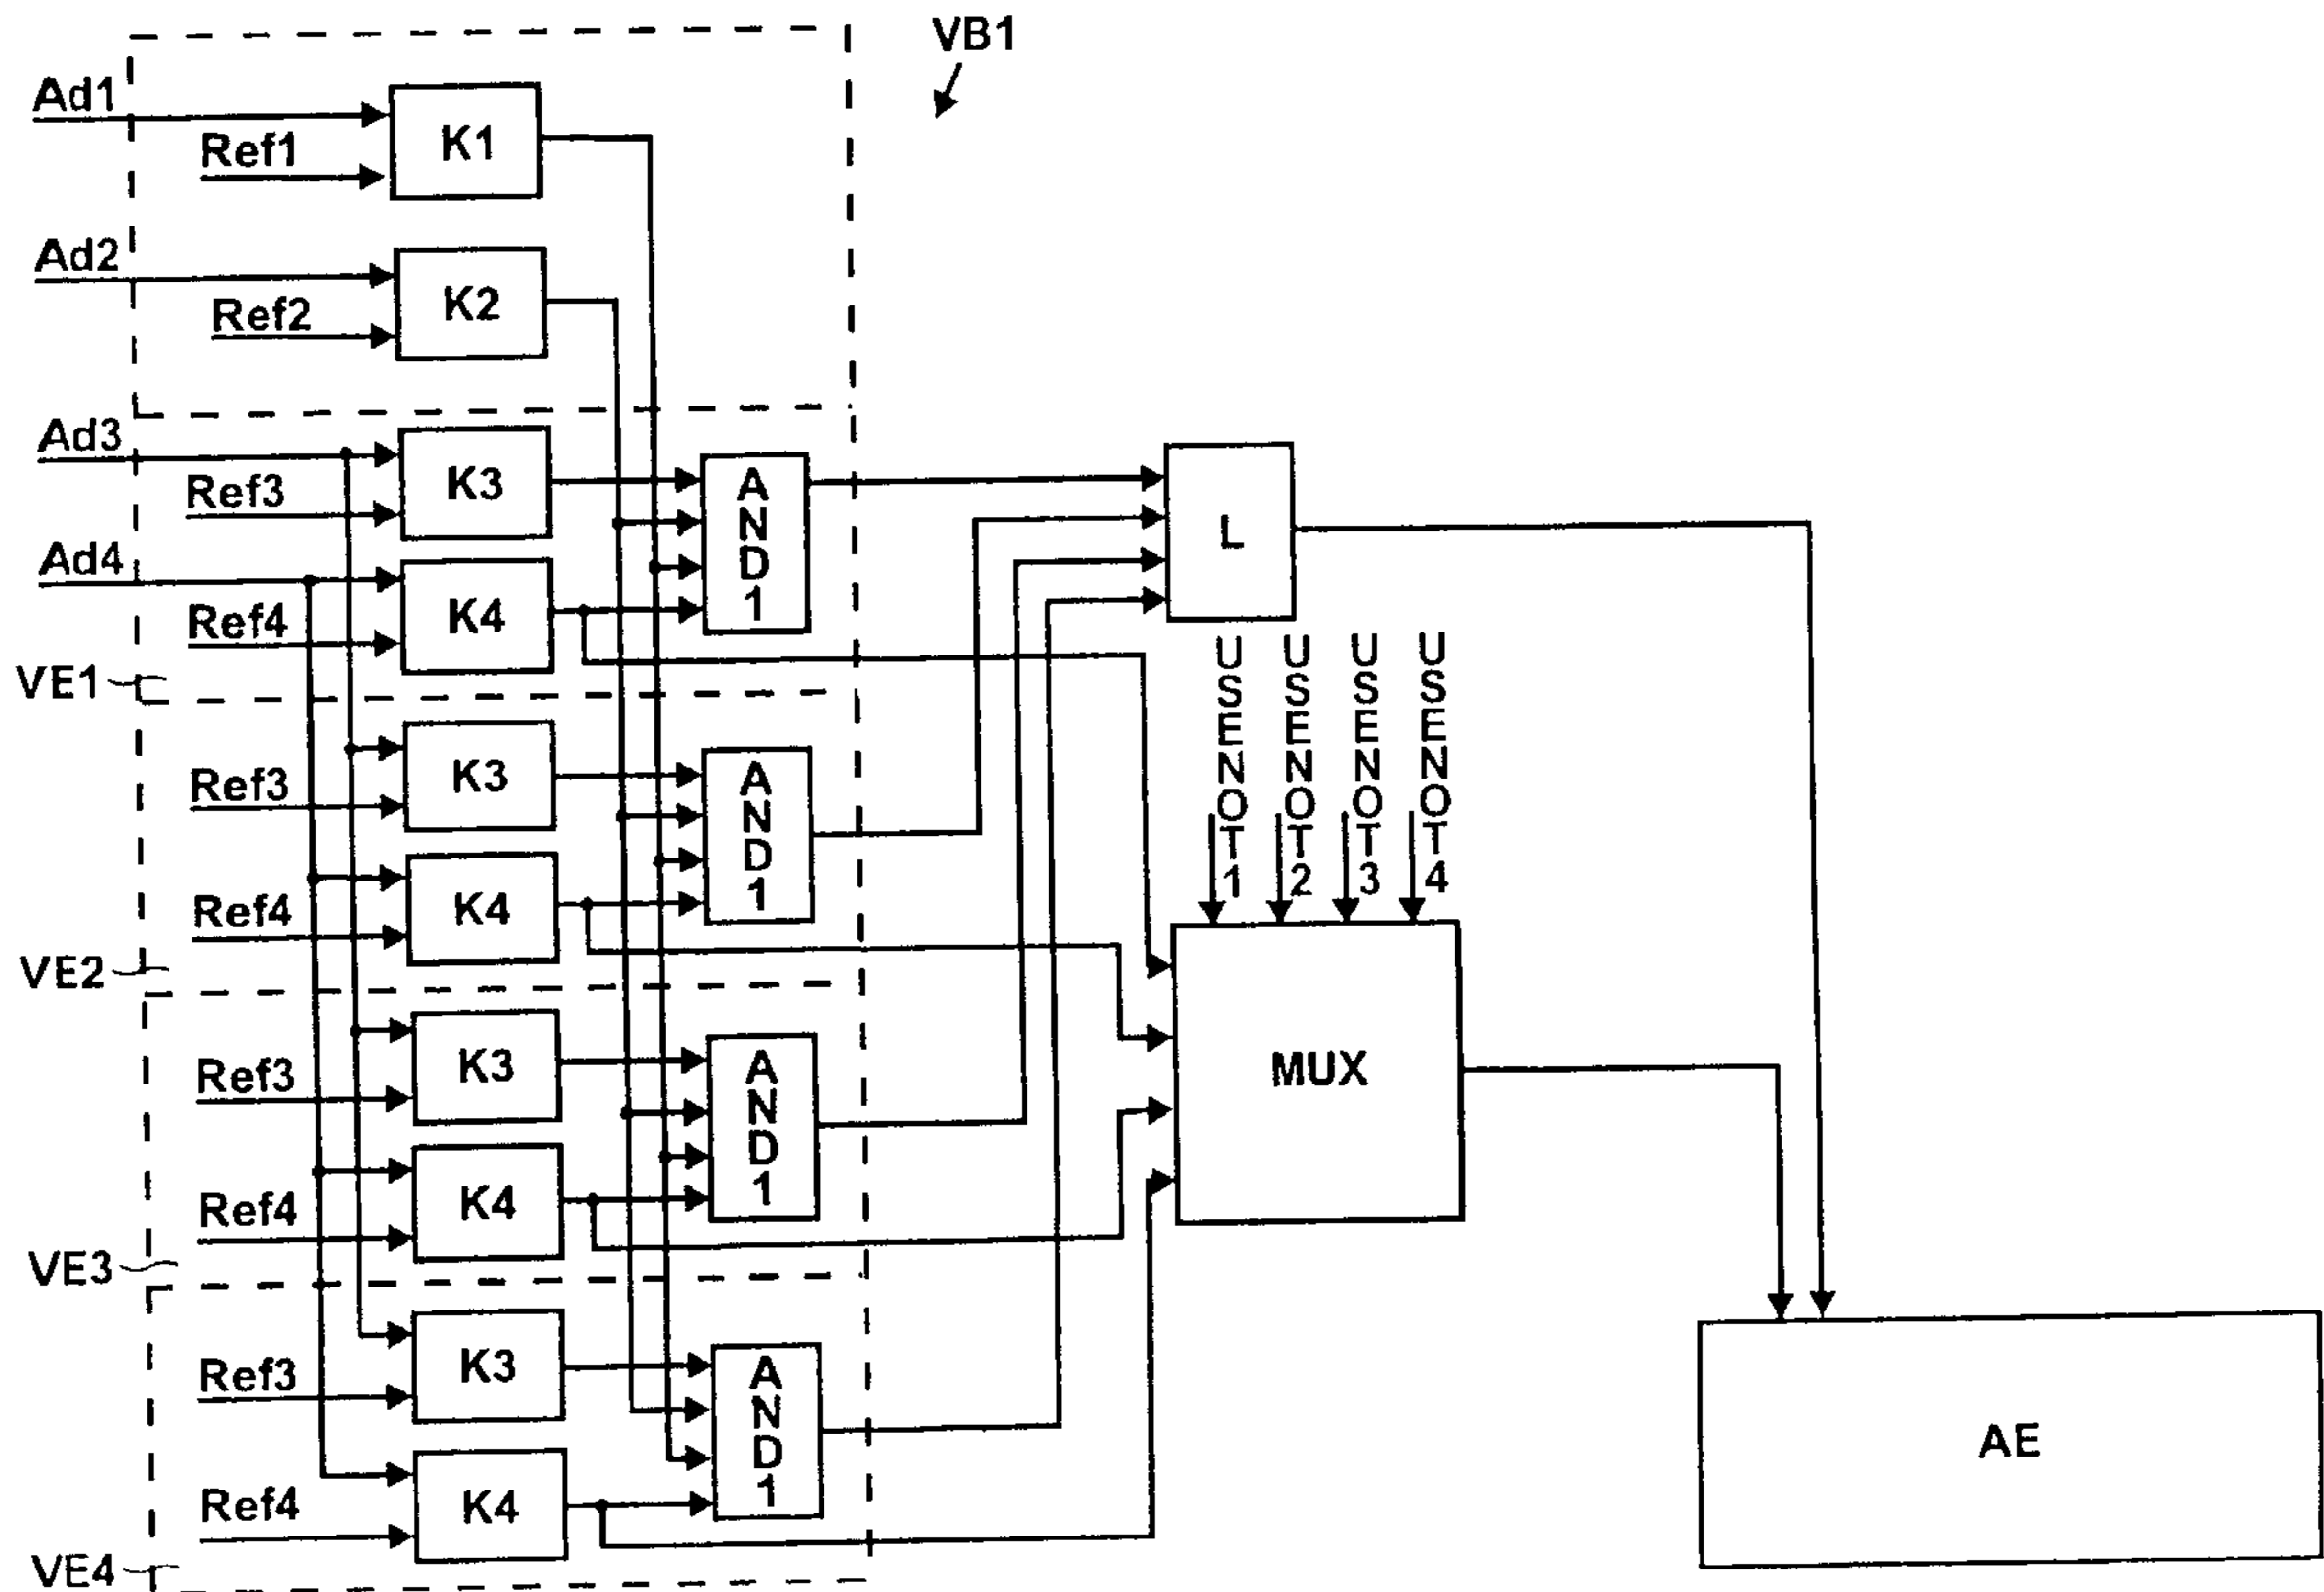 VB1
Ad1
Ref1
K1
Ad2
Ref2
K2
Ad3
Ref3
K3
Ad4
Ref4
K4
AND1
L
VE1
USENOT1
USENOT2
USENOT3
USENOT4
Ref3
K3
Ref4
K4
AND1
VE2
Ref3
K3
Ref4
K4
AND1
MUX
VE3
Ref3
K3
Ref4
K4
AND1
AE
VE4